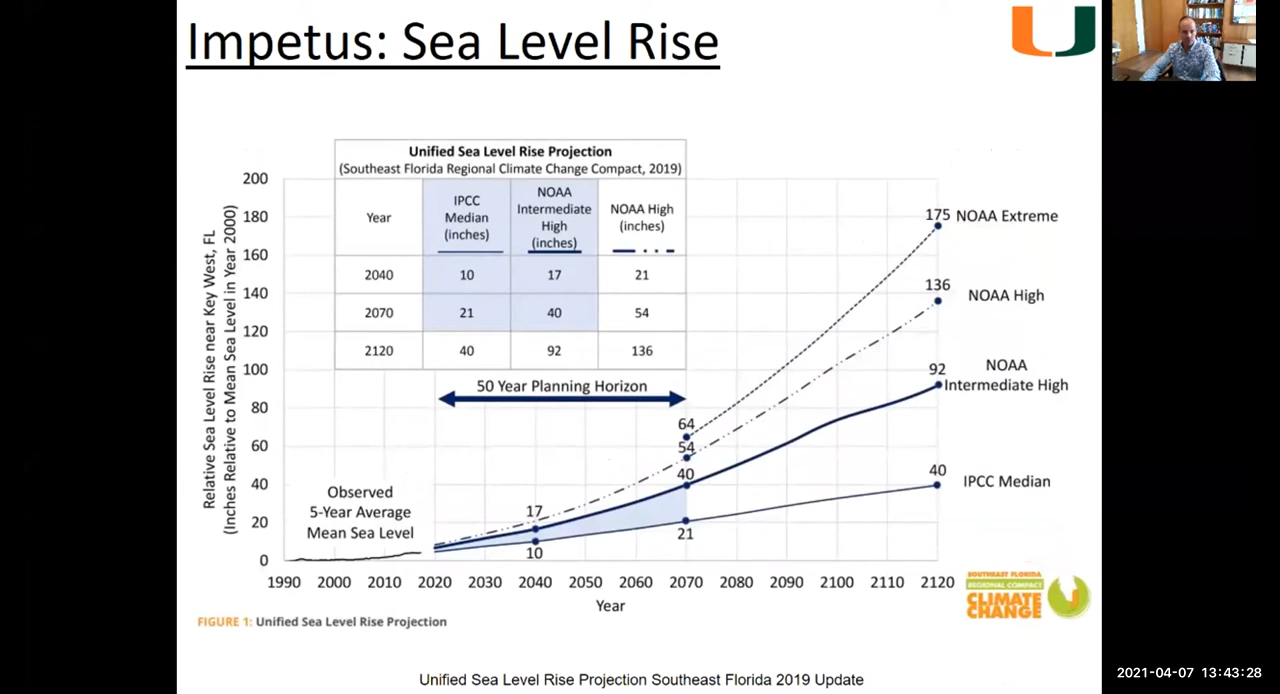 Impetus: Sea Level Rise
U
Unified Sea Level Rise Projection
(Southeast Florida Regional Climate Change Compact, 2019)
Year
IPCC
Median
(inches)
NOAA
Intermediate
High
(inches)
NOAA High
(inches)
2040 10 17 21
2070 21 40 54
2120 40 92 136
50 Year Planning Horizon
Relative Sea Level Rise near Key West, FL
(Inches Relative to Mean Sea Level in Year 2000)
200
180
160
140
120
100
80
60
40
20
0
175 NOAA Extreme
136
NOAA High
92
NOAA
Intermediate High
64
54
40
40
IPCC Median
17
10
21
Observed
5-Year Average
Mean Sea Level
1990 2000 2010 2020 2030 2040 2050 2060 2070 2080 2090 2100 2110 2120
Year
SOUTHEAST FLORIDA
REGIONAL COMPACT
CLIMATE
CHANGE
FIGURE 1: Unified Sea Level Rise Projection
Unified Sea Level Rise Projection Southeast Florida 2019 Update
2021-04-07 13:43:28